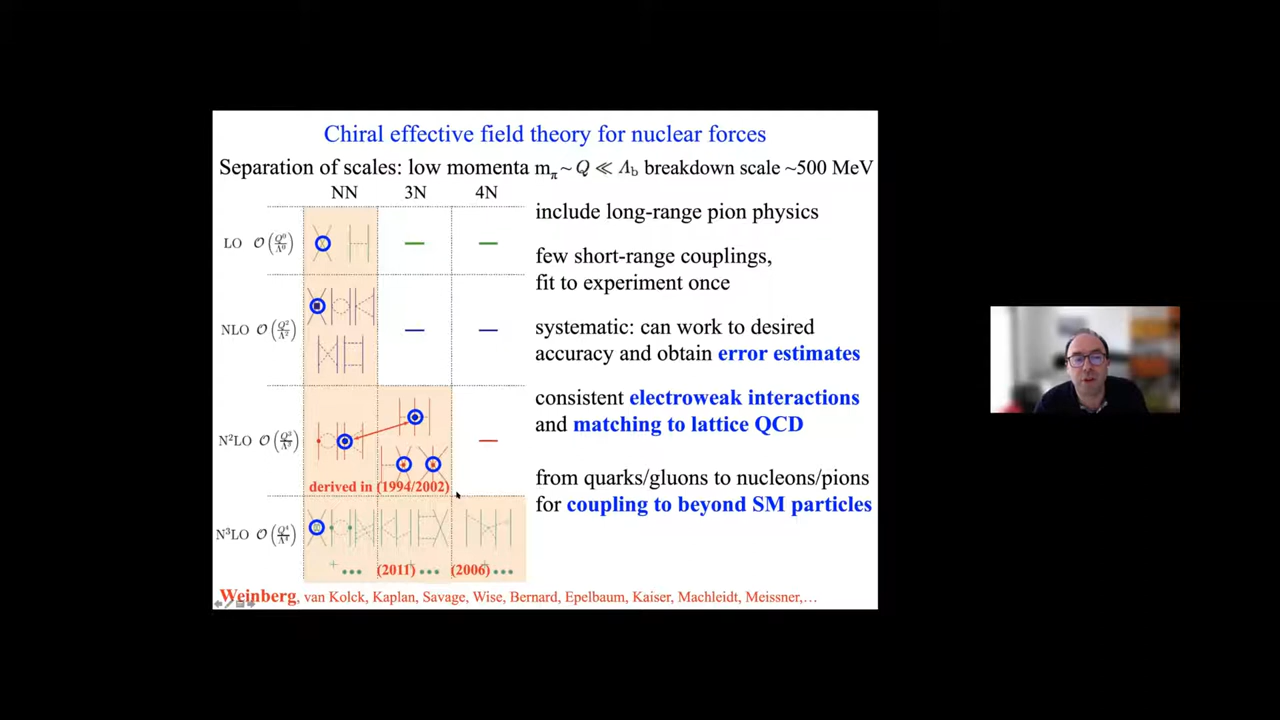 Chiral effective field theory for nuclear forces
Separation of scales: low momenta mπ ~ Q ≪ Λb breakdown scale ~500 MeV
NN 3N 4N
include long-range pion physics
LO O(Q⁰/Λ⁰)
few short-range couplings,
fit to experiment once
NLO O(Q²/Λ²)
systematic: can work to desired
accuracy and obtain error estimates
consistent electroweak interactions
and matching to lattice QCD
N²LO O(Q³/Λ³)
derived in (1994/2002)
from quarks/gluons to nucleons/pions
for coupling to beyond SM particles
N³LO O(Q⁴/Λ⁴)
+ ... (2011) + ... (2006) + ...
Weinberg, van Kolck, Kaplan, Savage, Wise, Bernard, Epelbaum, Kaiser, Machleidt, Meissner,...